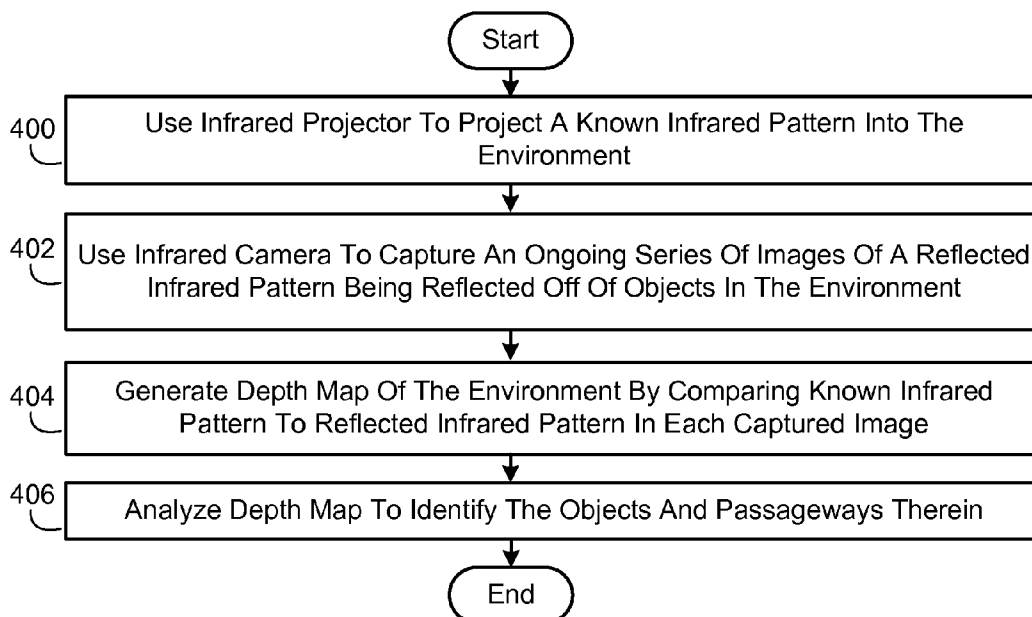 Start
400
Use Infrared Projector To Project A Known Infrared Pattern Into The
Environment
402
Use Infrared Camera To Capture An Ongoing Series Of Images Of A Reflected
Infrared Pattern Being Reflected Off Of Objects In The Environment
404
Generate Depth Map Of The Environment By Comparing Known Infrared
Pattern To Reflected Infrared Pattern In Each Captured Image
406
Analyze Depth Map To Identify The Objects And Passageways Therein
End